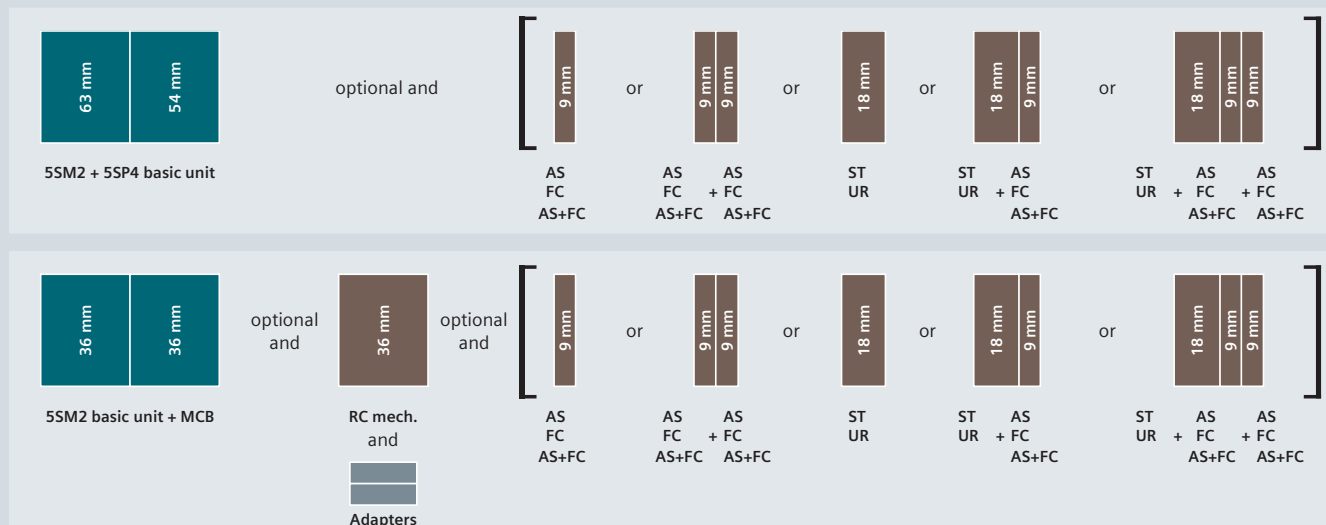 63 mm 54 mm optional and 9 mm or 9 mm 9 mm or 18 mm or 18 mm 9 mm or 18 mm 9 mm 9 mm
5SM2 + 5SP4 basic unit AS AS AS ST ST AS ST AS AS
FC FC + FC UR UR + FC UR + FC + FC
AS+FC AS+FC AS+FC AS+FC AS+FC AS+FC
36 mm 36 mm optional and 36 mm optional and 9 mm or 9 mm 9 mm or 18 mm or 18 mm 9 mm or 18 mm 9 mm 9 mm
5SM2 basic unit + MCB RC mech. AS AS AS ST ST AS ST AS AS
and FC FC + FC UR UR + FC UR + FC + FC
AS+FC AS+FC AS+FC AS+FC AS+FC AS+FC
Adapters